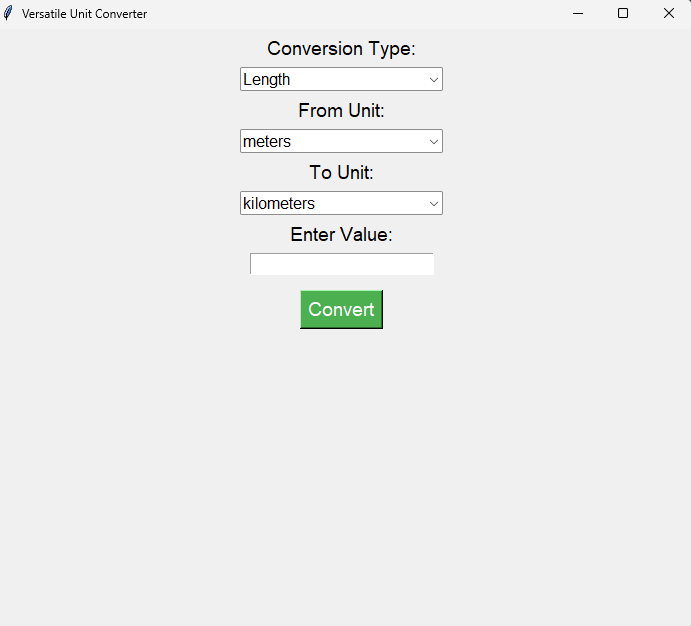 Versatile Unit Converter
Conversion Type:
Length
From Unit:
meters
To Unit:
kilometers
Enter Value:
Convert